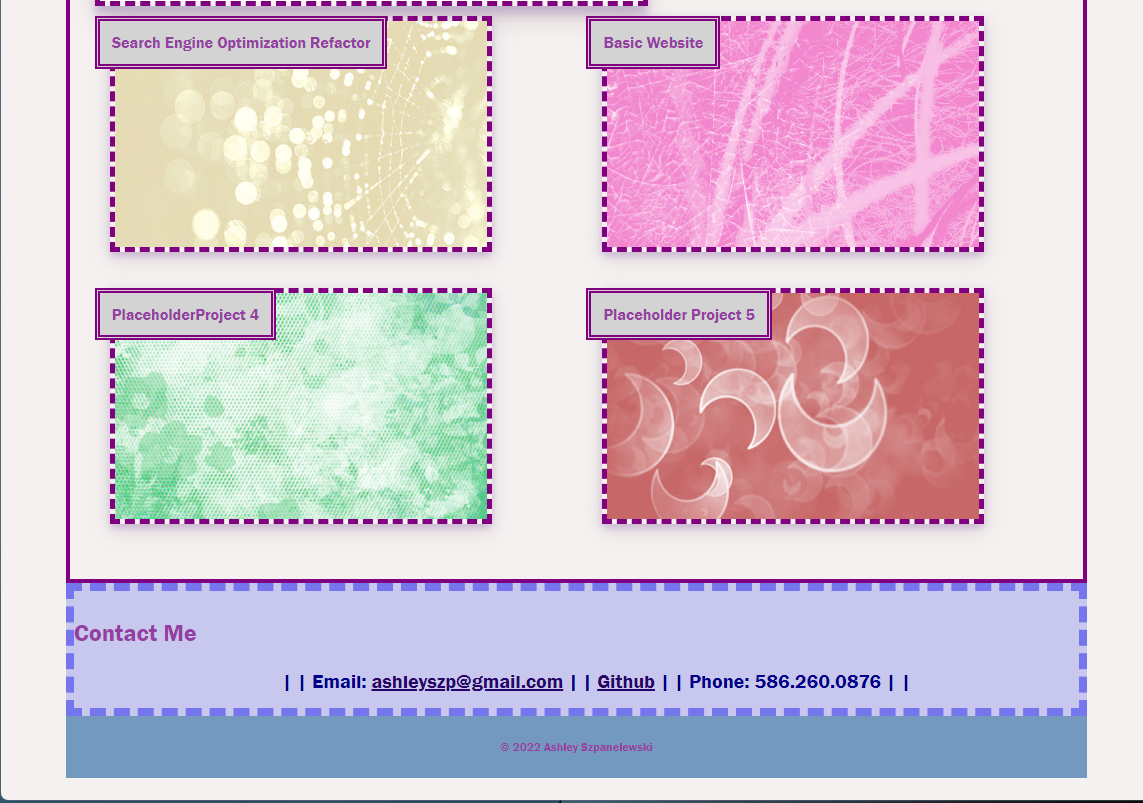 Search Engine Optimization Refactor
Basic Website
PlaceholderProject 4
Placeholder Project 5
Contact Me
| | Email: ashleyszp@gmail.com | | Github | | Phone: 586.260.0876 | |
© 2022 Ashley Szpanelewski